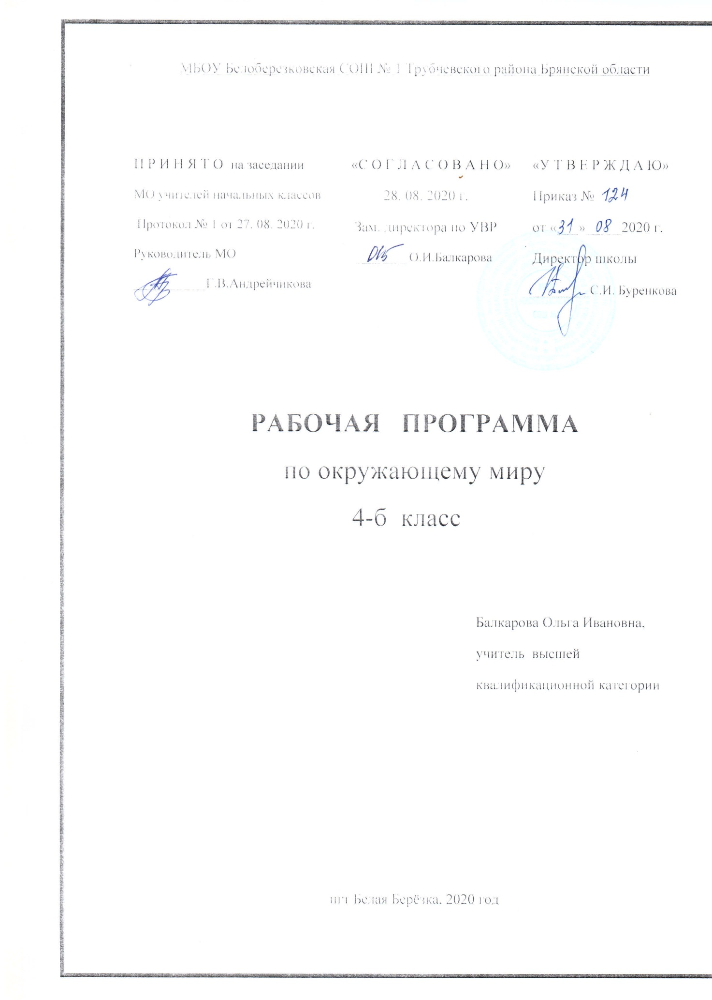 МБОУ Белоберезковская СОШ № 1 Трубчевского района Брянской области
П Р И Н Я Т О на заседании
МО учителей начальных классов
Протокол № 1 от 27. 08. 2020 г.
Руководитель МО
Г.В.Андрейчикова
«С О Г Л А С О В А Н О»
28. 08. 2020 г.
Зам. директора по УВР
О.И.Балкарова
«У Т В Е Р Ж Д А Ю»
Приказ № 124
от «31» 08 2020 г.
Директор школы
С.И. Буренкова
РАБОЧАЯ ПРОГРАММА
по окружающему миру
4-б класс
Балкарова Ольга Ивановна,
учитель высшей
квалификационной категории
пгт Белая Берёзка, 2020 год